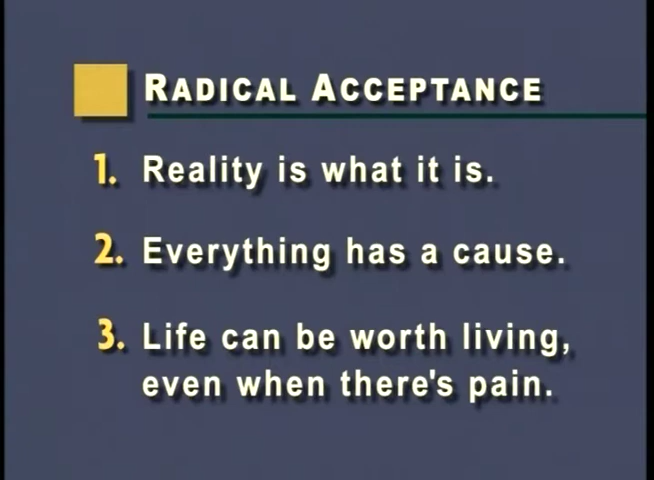 RADICAL ACCEPTANCE
1. Reality is what it is.
2. Everything has a cause.
3. Life can be worth living,
even when there's pain.